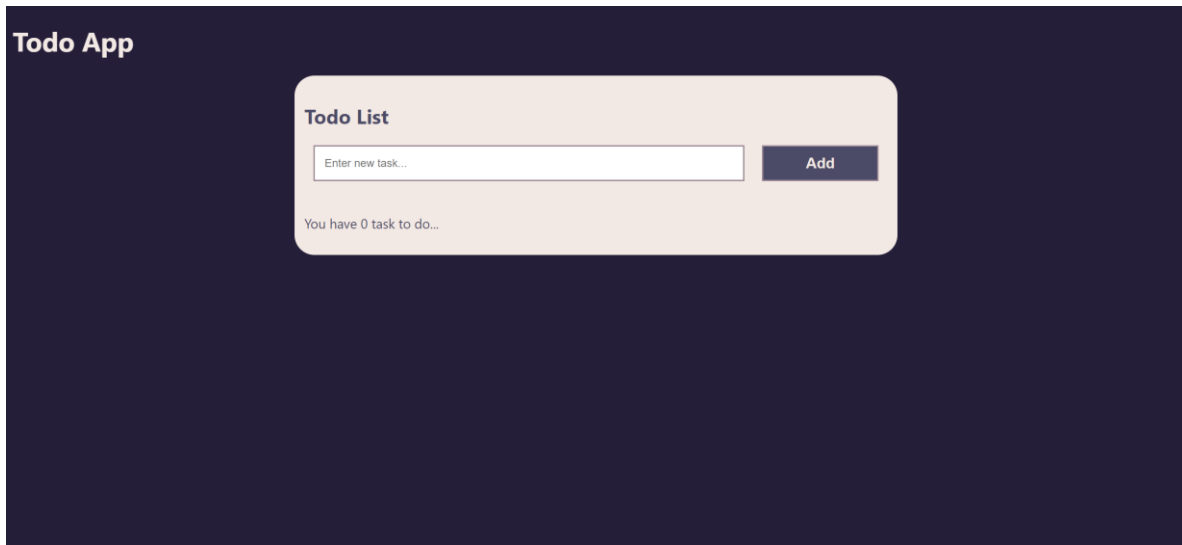 Todo App
Todo List
Enter new task...
Add
You have 0 task to do...